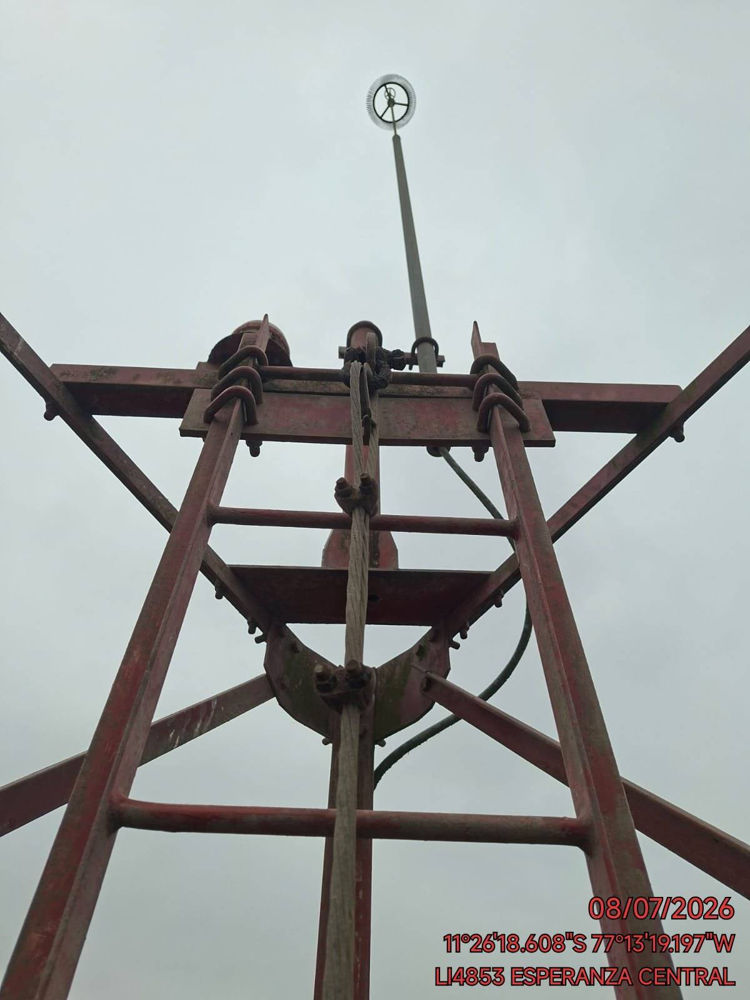 08/07/2026
11°26'18.608"S 77°13'19.197"W
LI4853 ESPERANZA CENTRAL